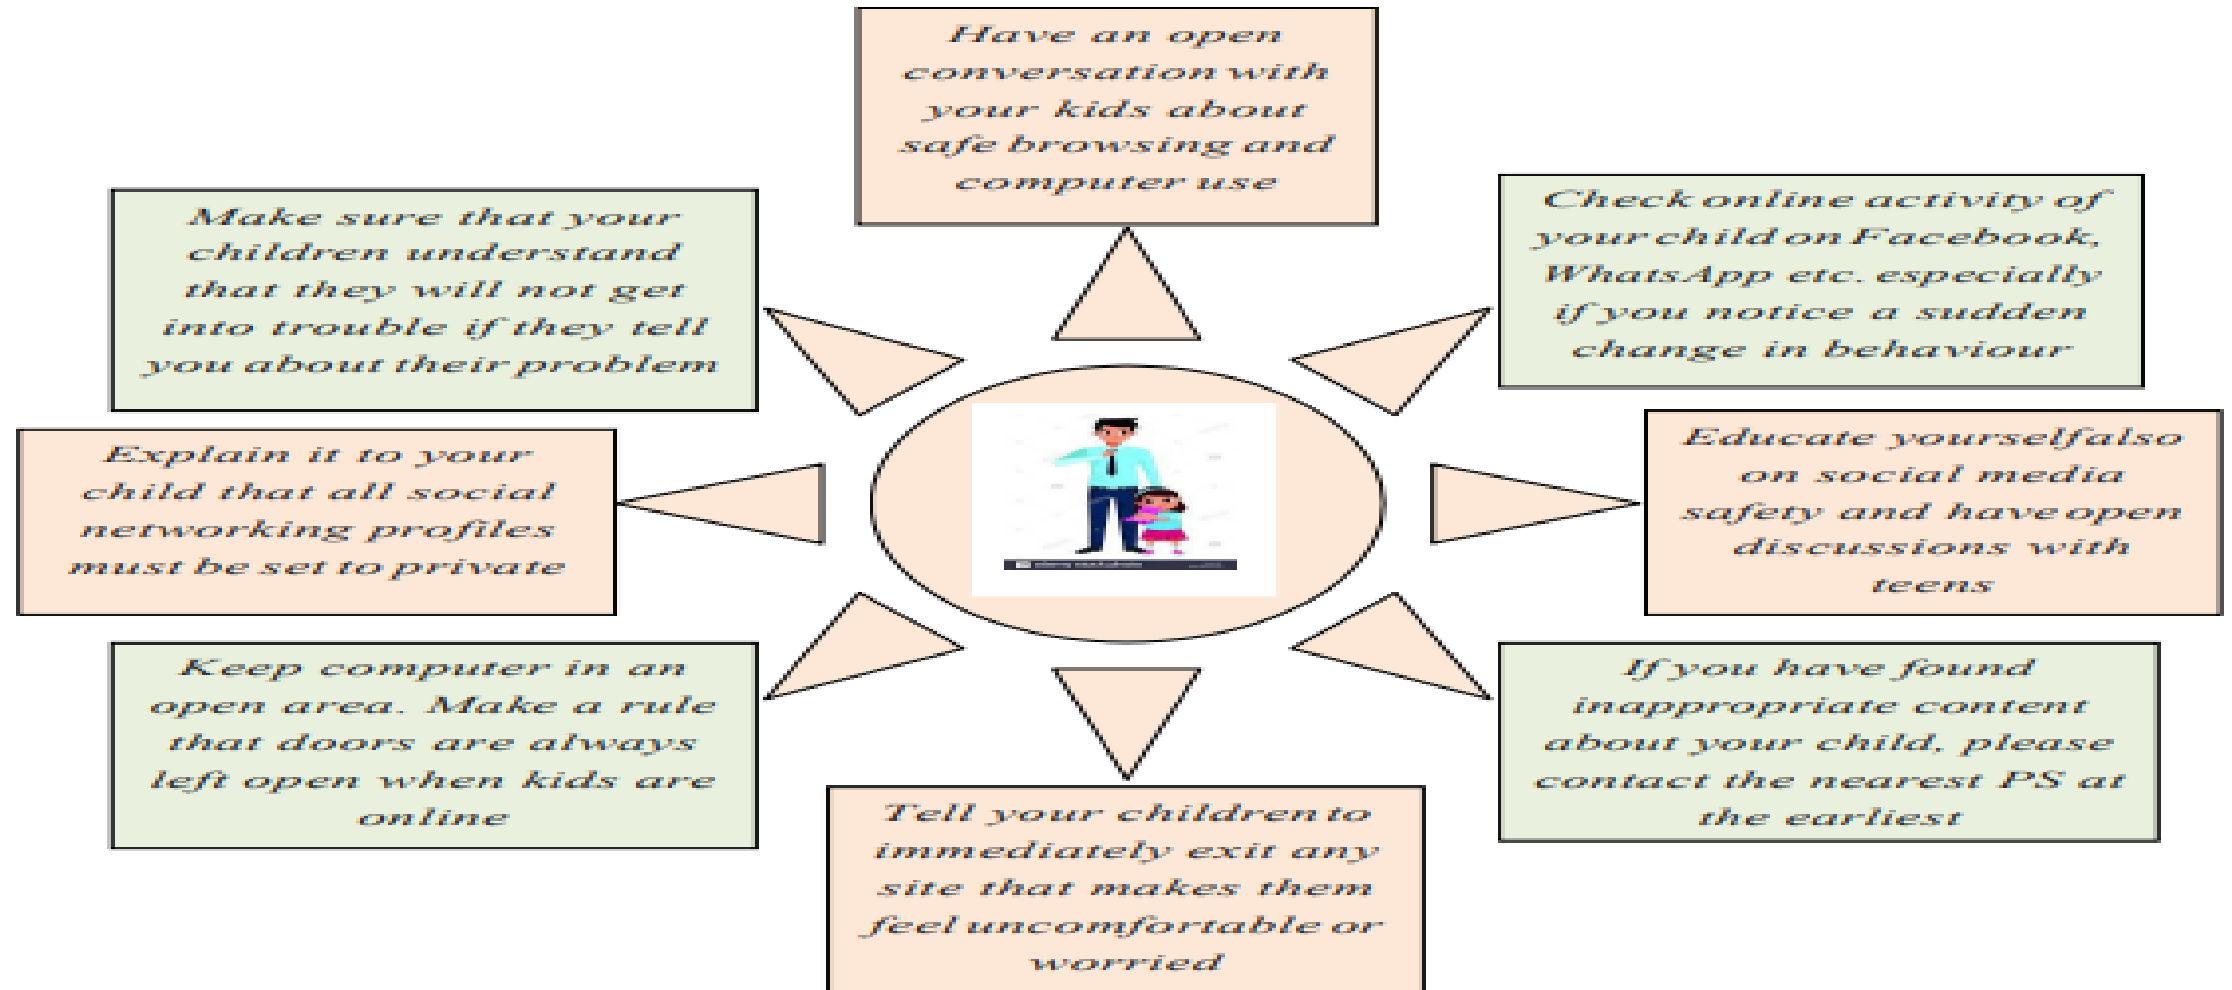 Have an open
conversation with
your kids about
safe browsing and
computer use
Check online activity of
your child on Facebook,
WhatsApp etc. especially
if you notice a sudden
change in behaviour
Educate yourself also
on social media
safety and have open
discussions with
teens
If you have found
inappropriate content
about your child, please
contact the nearest PS at
the earliest
Tell your children to
immediately exit any
site that makes them
feel uncomfortable or
worried
Keep computer in an
open area. Make a rule
that doors are always
left open when kids are
online
Explain it to your
child that all social
networking profiles
must be set to private
Make sure that your
children understand
that they will not get
into trouble if they tell
you about their problem